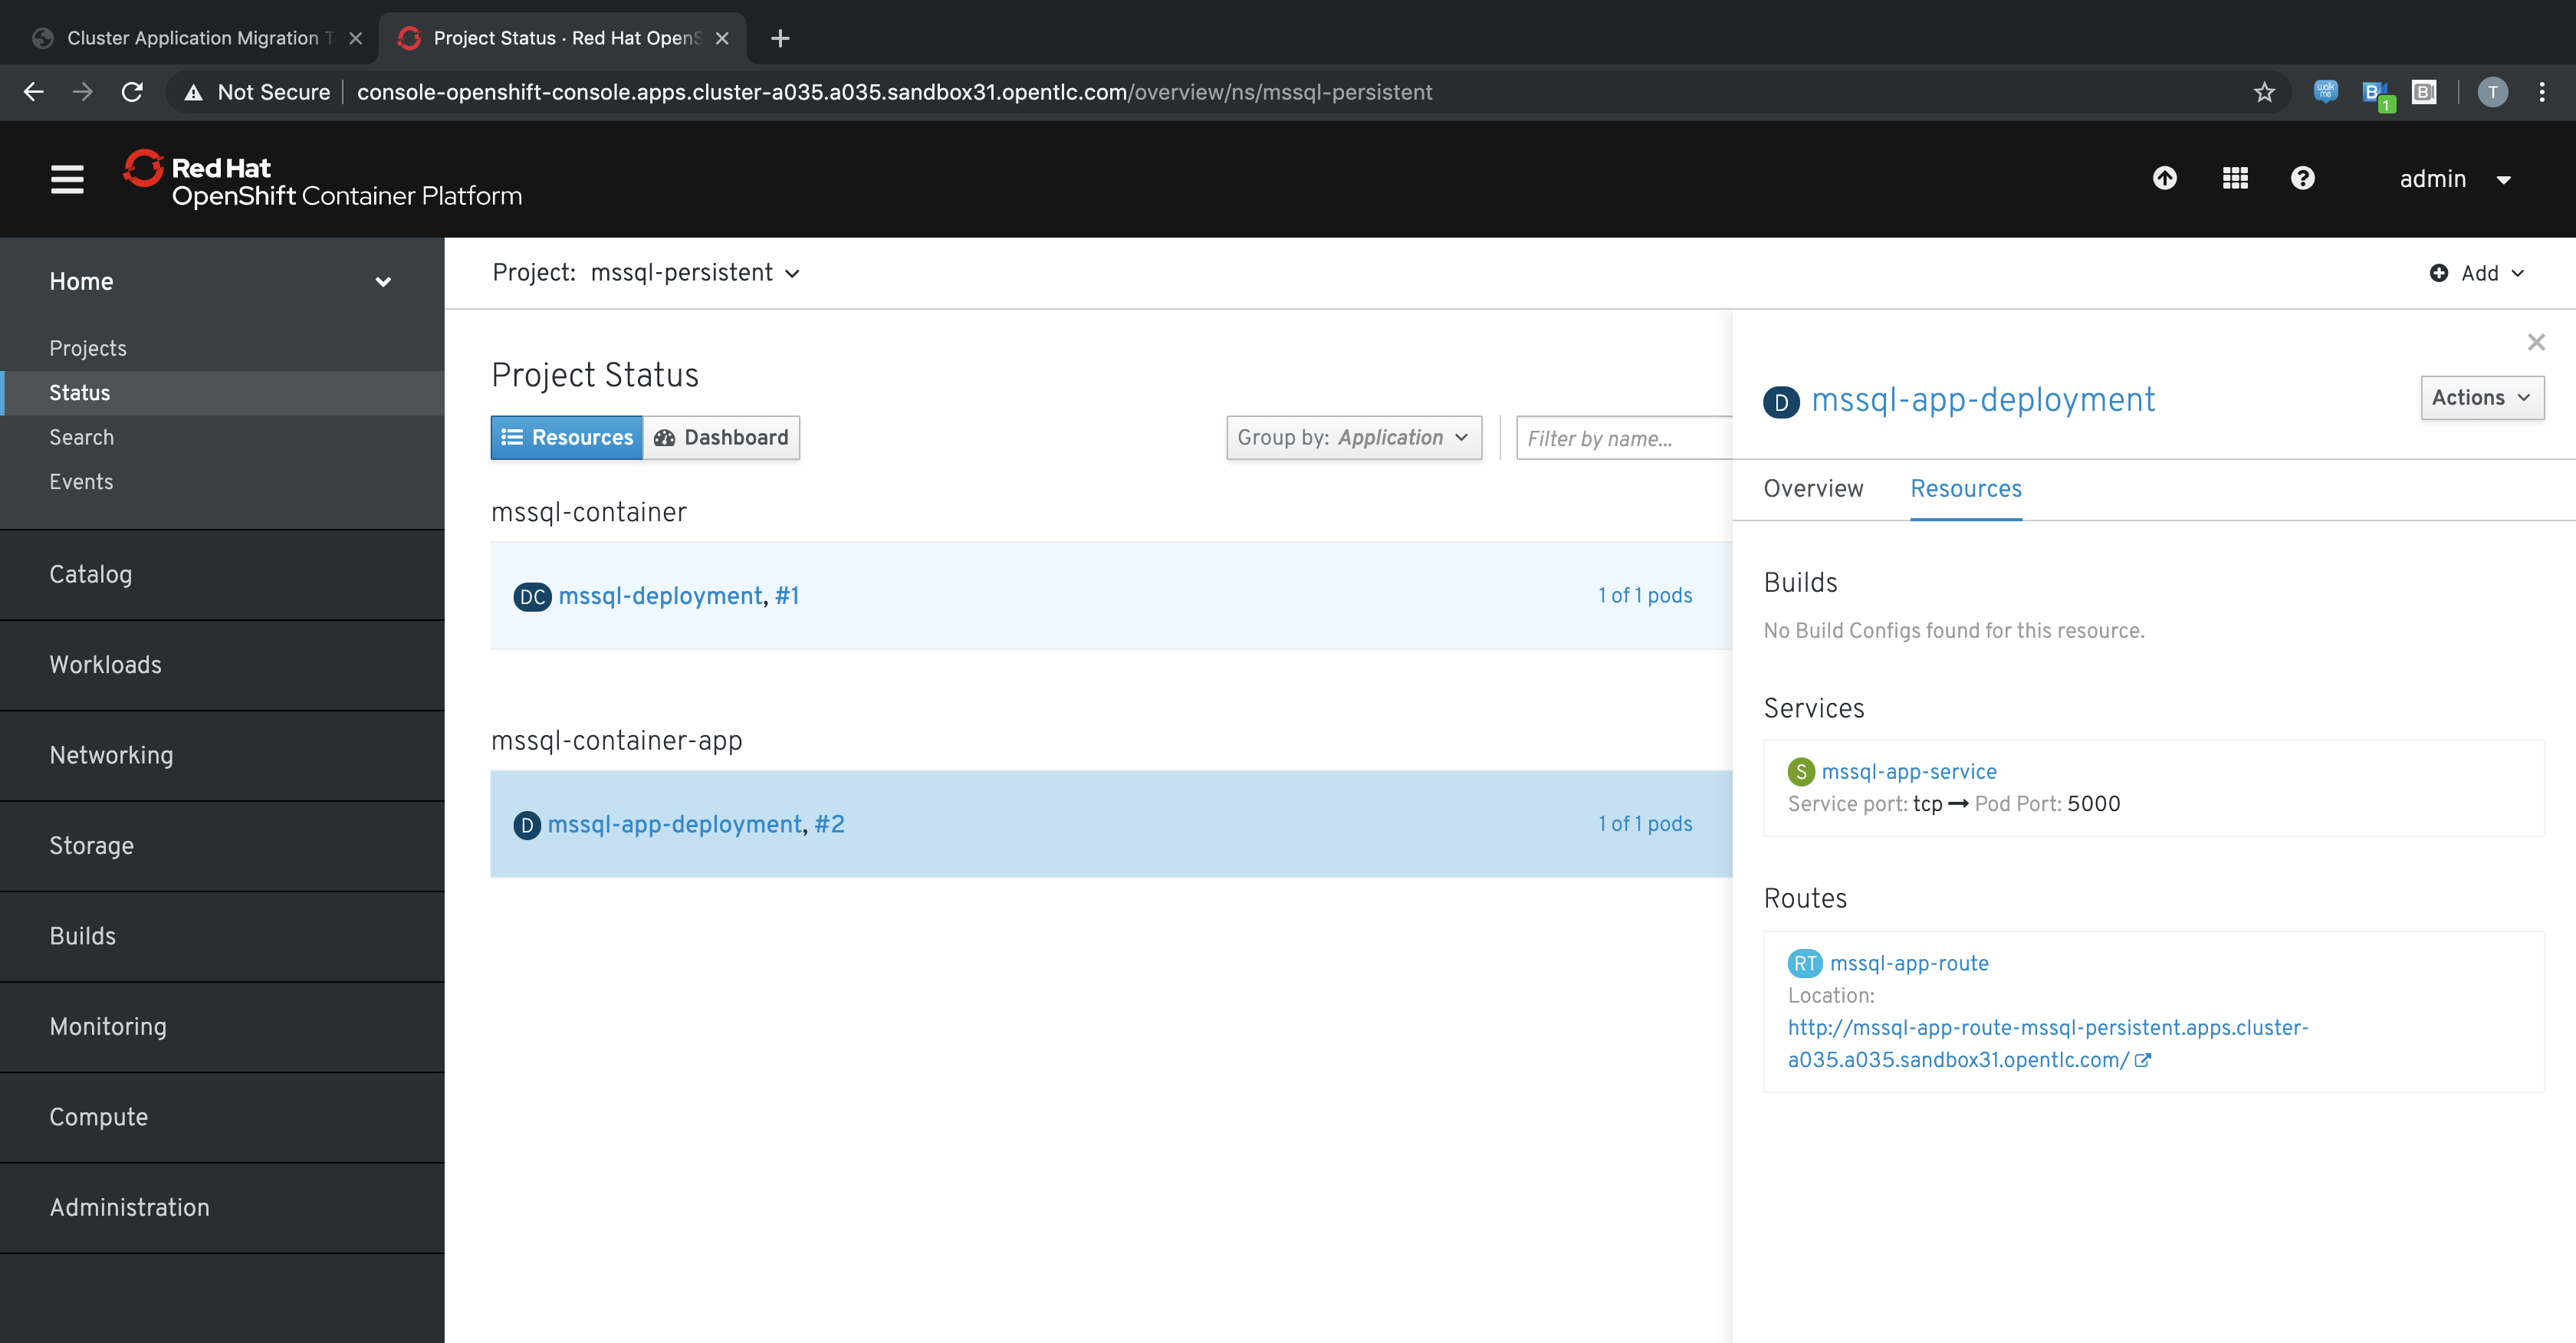 Cluster Application Migration T
Project Status · Red Hat OpenS
Not Secure
console-openshift-console.apps.cluster-a035.a035.sandbox31.opentlc.com/overview/ns/mssql-persistent
walk me
B
1
B
T
Red Hat
OpenShift Container Platform
admin
Home
Projects
Status
Search
Events
Catalog
Workloads
Networking
Storage
Builds
Monitoring
Compute
Administration
Project: mssql-persistent
Add
Project Status
Resources
Dashboard
Group by: Application
Filter by name...
mssql-container
DC mssql-deployment, #1
1 of 1 pods
mssql-container-app
D mssql-app-deployment, #2
1 of 1 pods
D mssql-app-deployment
Actions
Overview
Resources
Builds
No Build Configs found for this resource.
Services
S mssql-app-service
Service port: tcp → Pod Port: 5000
Routes
RT mssql-app-route
Location:
http://mssql-app-route-mssql-persistent.apps.cluster-
a035.a035.sandbox31.opentlc.com/